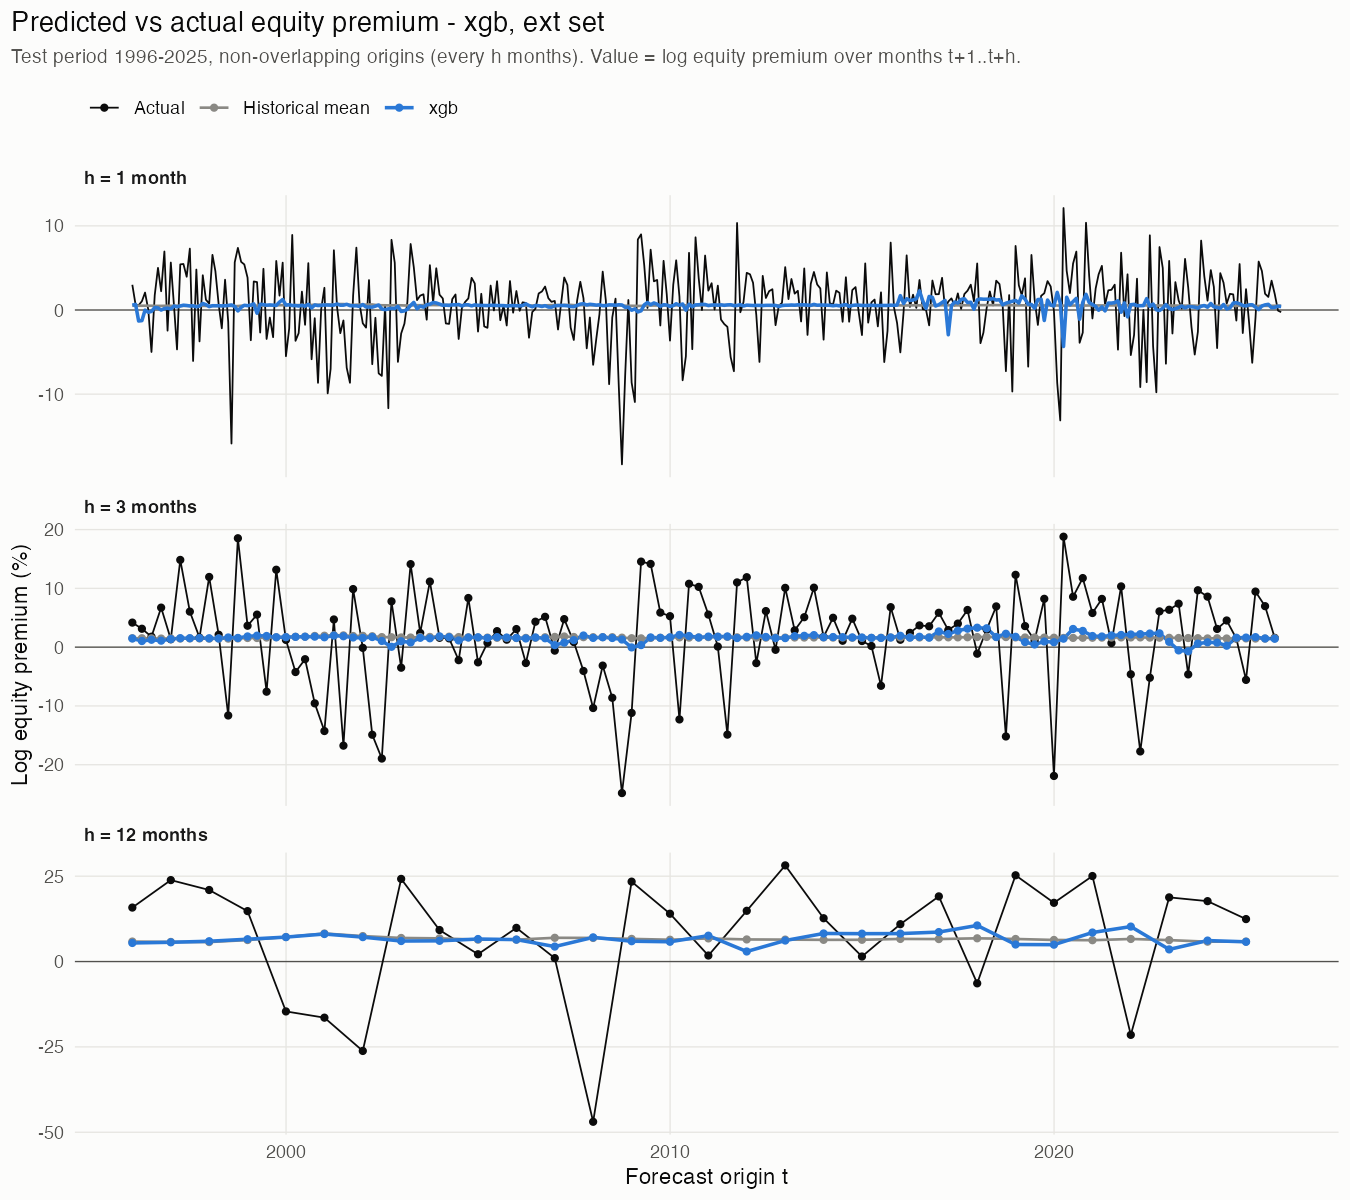 Predicted vs actual equity premium - xgb, ext set
Test period 1996-2025, non-overlapping origins (every h months). Value = log equity premium over months t+1..t+h.
Actual Historical mean xgb
h = 1 month
10
0
-10
h = 3 months
20
10
0
-10
-20
Log equity premium (%)
h = 12 months
25
0
-25
-50
2000 2010 2020
Forecast origin t